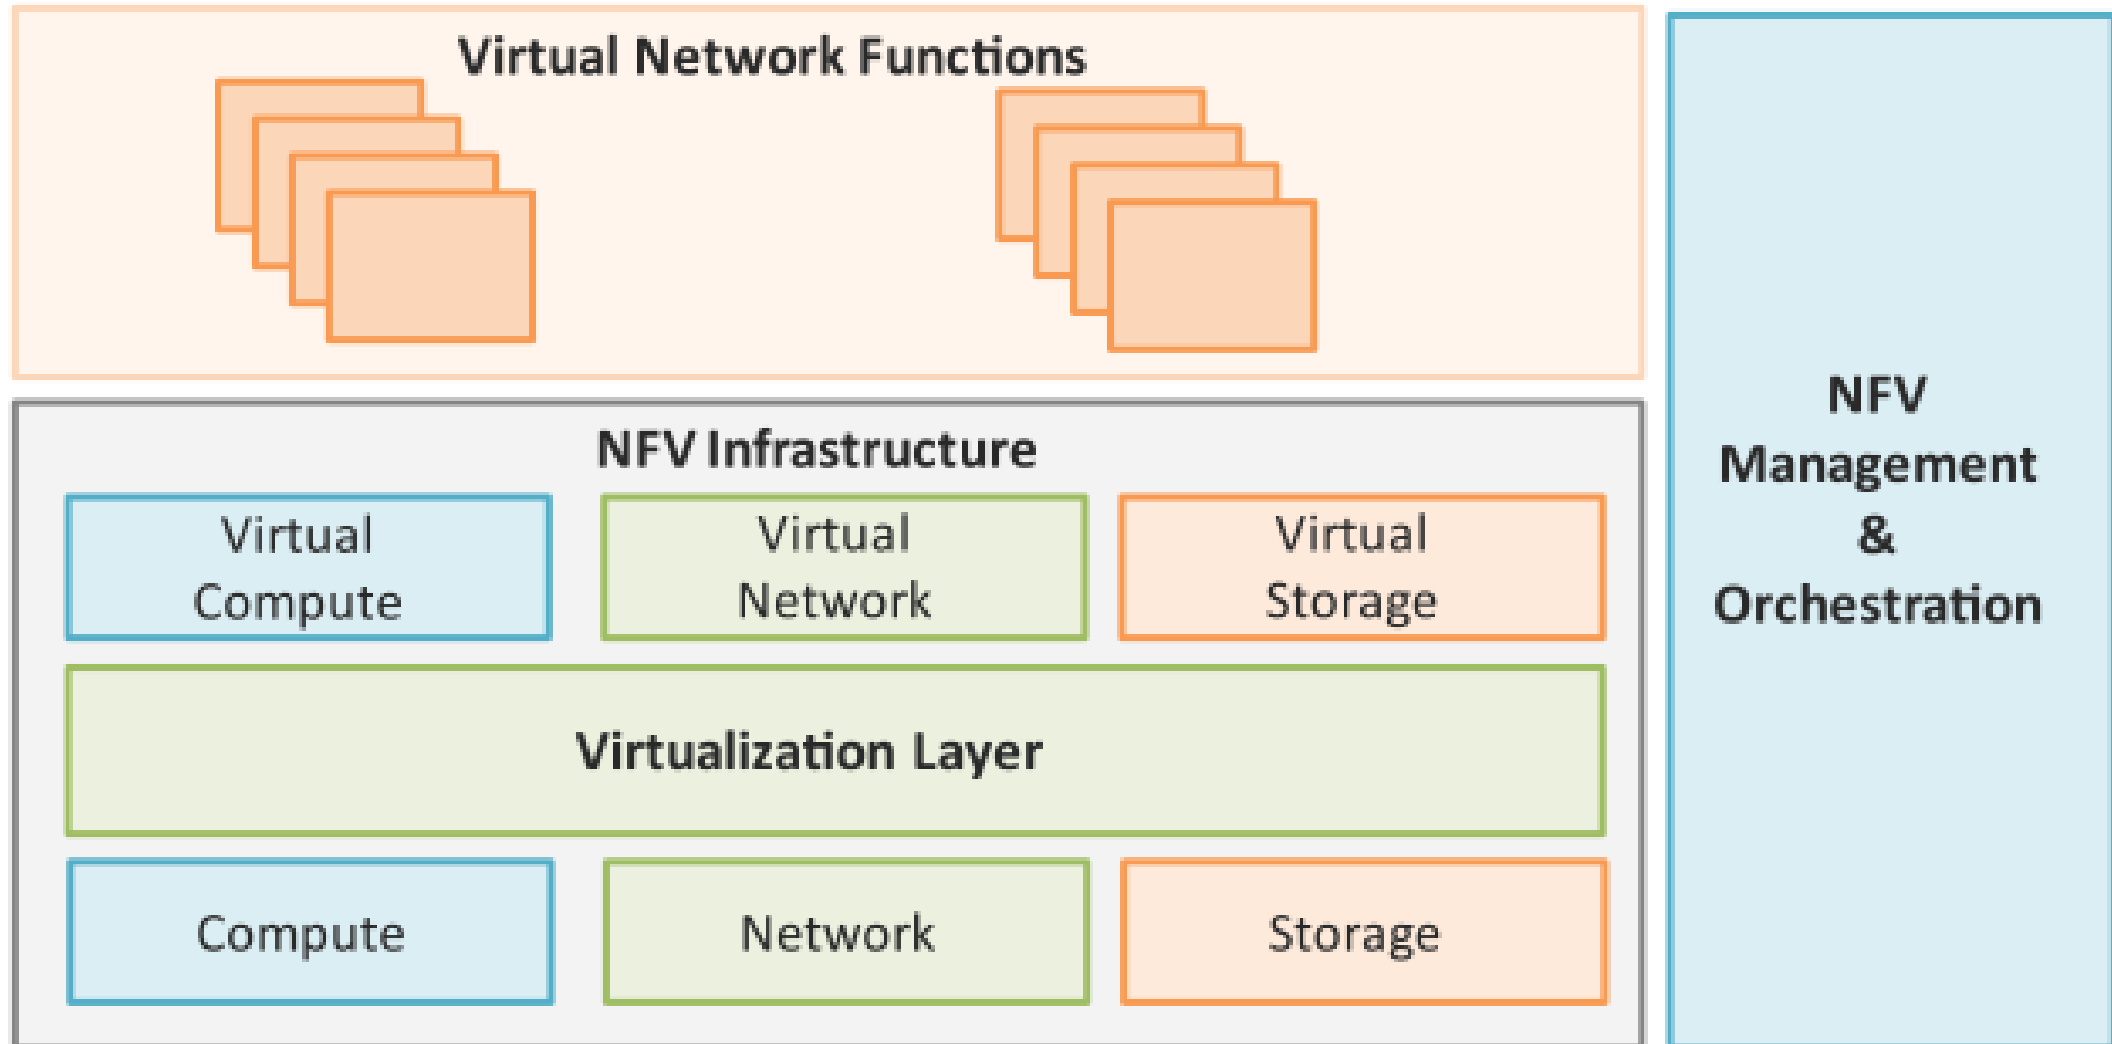 Virtual Network Functions
NFV Infrastructure
Virtual
Compute
Virtual
Network
Virtual
Storage
Virtualization Layer
Compute
Network
Storage
NFV
Management
&
Orchestration